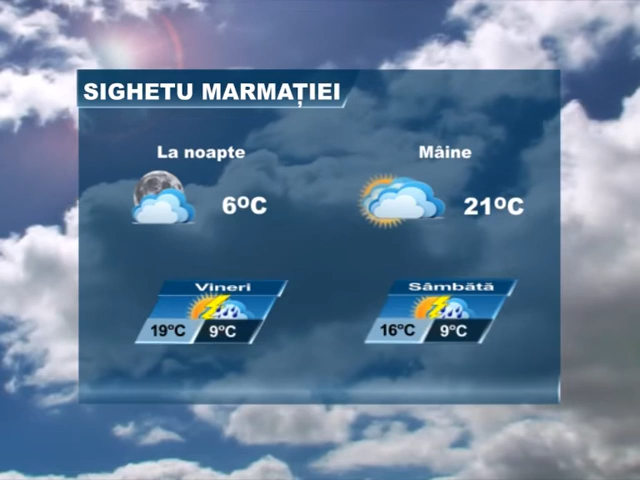 SIGHETU MARMAȚIEI
La noapte
Mâine
6ºC
21ºC
Vineri
Sâmbătă
19ºC
9ºC
16ºC
9ºC